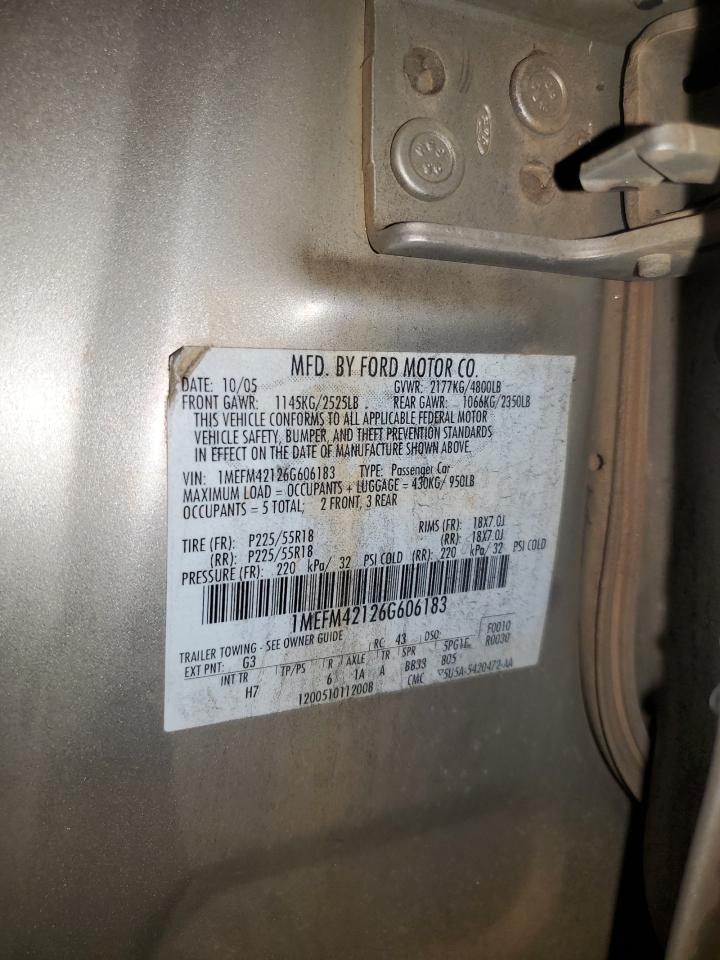 MFD. BY FORD MOTOR CO.
DATE: 10/05 GVWR: 2177KG/4800LB
FRONT GAWR: 1145KG/2525LB REAR GAWR: 1066KG/2350LB
THIS VEHICLE CONFORMS TO ALL APPLICABLE FEDERAL MOTOR
VEHICLE SAFETY, BUMPER, AND THEFT PREVENTION STANDARDS
IN EFFECT ON THE DATE OF MANUFACTURE SHOWN ABOVE.
VIN: 1MEFM42126G606183 TYPE: Passenger Car
MAXIMUM LOAD = OCCUPANTS + LUGGAGE = 430KG/ 950LB
OCCUPANTS = 5 TOTAL; 2 FRONT, 3 REAR
TIRE (FR): P225/55R18 RIMS (FR): 18X7.0J
(RR): P225/55R18 (RR): 18X7.0J
PRESSURE (FR): 220 kPa/ 32 PSI COLD (RR): 220 kPa/ 32 PSI COLD
1MEFM42126G606183
TRAILER TOWING - SEE OWNER GUIDE RC: 43 DSO: F0010
EXT PNT: G3 R0030
INT TR TP/PS R AXLE TR SPR
H7 6 1A A BB33 B05
12005101120​0B CMC ▽5U5A-5420472-AA